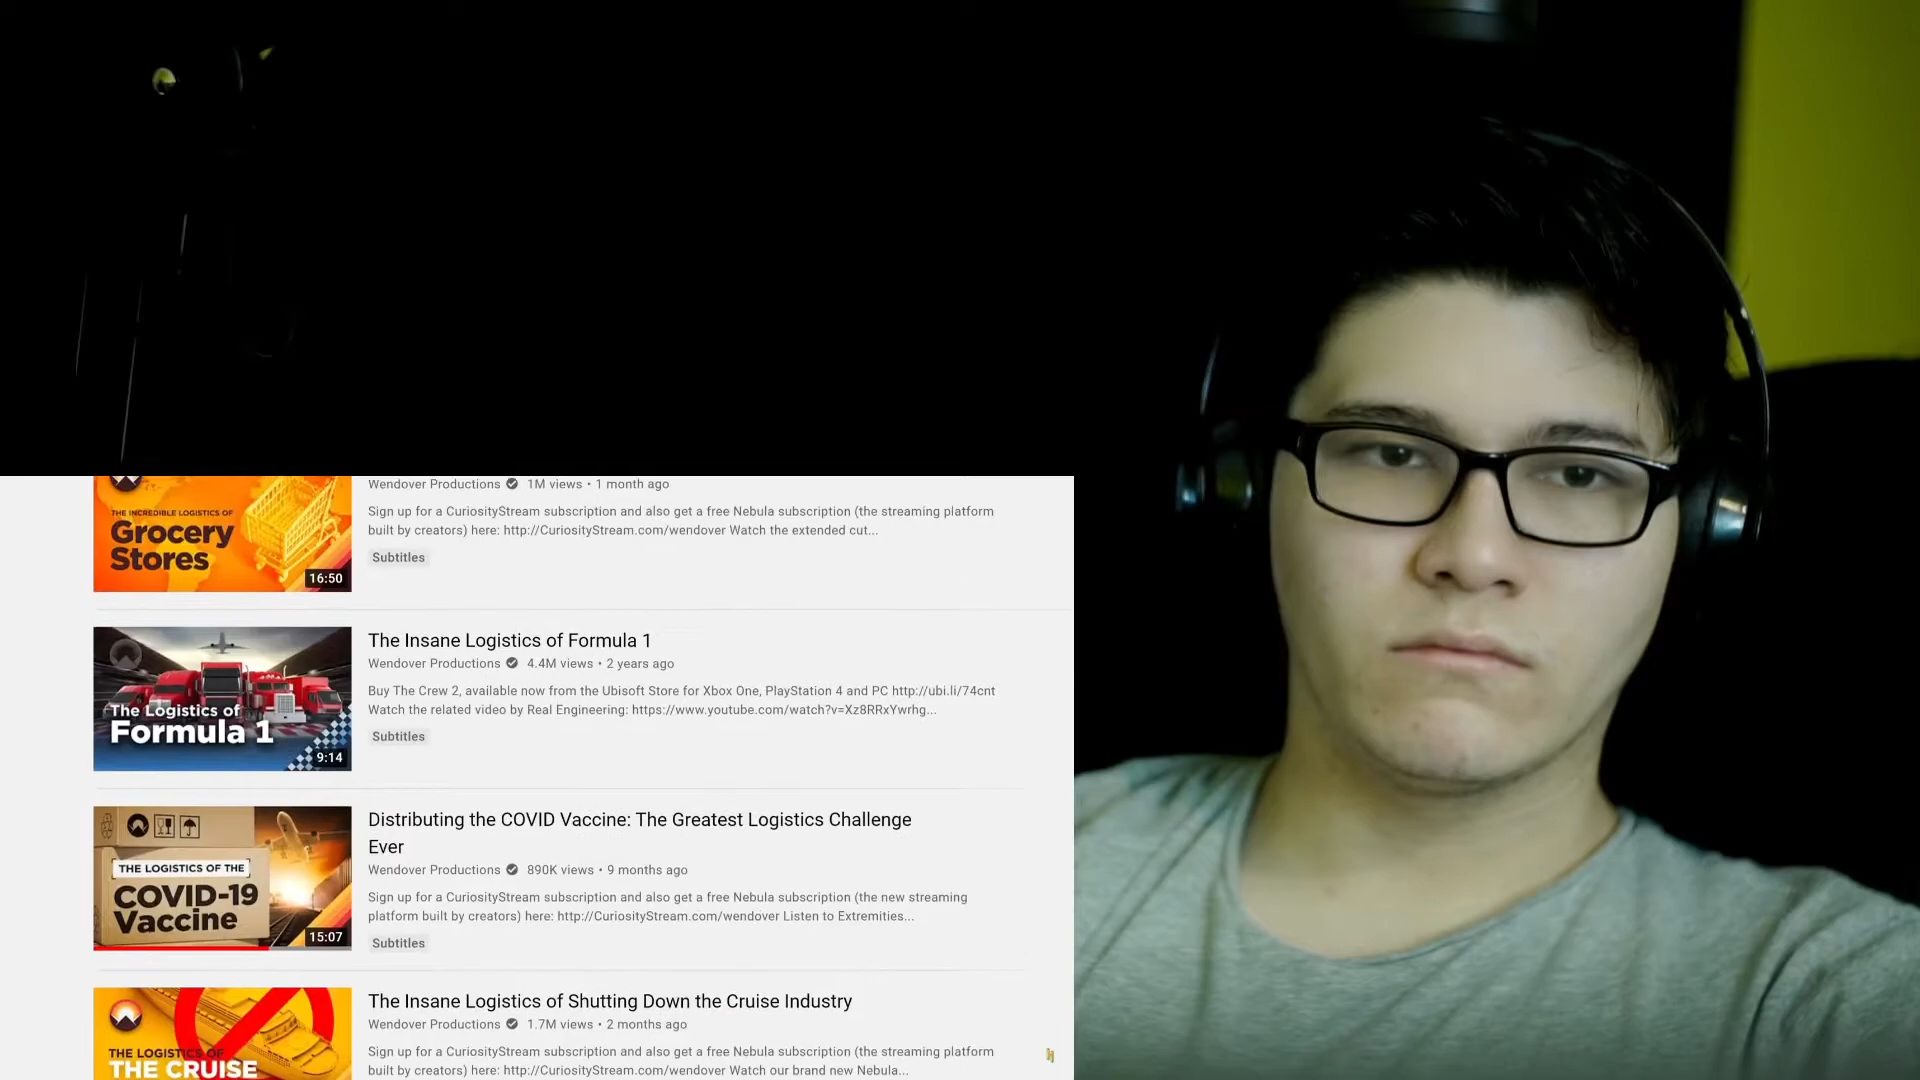 Wendover Productions 1M views • 1 month ago
THE INCREDIBLE LOGISTICS OF
Grocery
Stores
16:50
Sign up for a CuriosityStream subscription and also get a free Nebula subscription (the streaming platform
built by creators) here: http://CuriosityStream.com/wendover Watch the extended cut...
Subtitles
The Logistics of
Formula 1
9:14
The Insane Logistics of Formula 1
Wendover Productions 4.4M views • 2 years ago
Buy The Crew 2, available now from the Ubisoft Store for Xbox One, PlayStation 4 and PC http://ubi.li/74cnt
Watch the related video by Real Engineering: https://www.youtube.com/watch?v=Xz8RRxYwrhg...
Subtitles
THE LOGISTICS OF THE
COVID-19
Vaccine
15:07
Distributing the COVID Vaccine: The Greatest Logistics Challenge
Ever
Wendover Productions 890K views • 9 months ago
Sign up for a CuriosityStream subscription and also get a free Nebula subscription (the new streaming
platform built by creators) here: http://CuriosityStream.com/wendover Listen to Extremities...
Subtitles
THE LOGISTICS OF
THE CRUISE
The Insane Logistics of Shutting Down the Cruise Industry
Wendover Productions 1.7M views • 2 months ago
Sign up for a CuriosityStream subscription and also get a free Nebula subscription (the streaming platform
built by creators) here: http://CuriosityStream.com/wendover Watch our brand new Nebula...